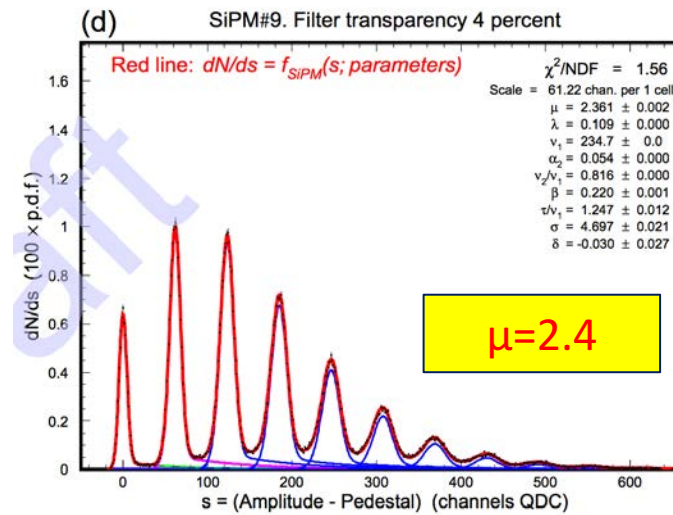 (d)
SiPM#9. Filter transparency 4 percent
Red line: dN/ds = f_SiPM(s; parameters)
χ²/NDF = 1.56
Scale = 61.22 chan. per 1 cell
μ = 2.361 ± 0.002
λ = 0.109 ± 0.000
ν₁ = 234.7 ± 0.0
α₂ = 0.054 ± 0.000
ν₂/ν₁ = 0.816 ± 0.000
β = 0.220 ± 0.001
τ/ν₁ = 1.247 ± 0.012
σ = 4.697 ± 0.021
δ = -0.030 ± 0.027
μ=2.4
dN/ds (100 × p.d.f.)
1.6
1.4
1.2
1
0.8
0.6
0.4
0.2
0
0 100 200 300 400 500 600
s = (Amplitude - Pedestal) (channels QDC)
aft